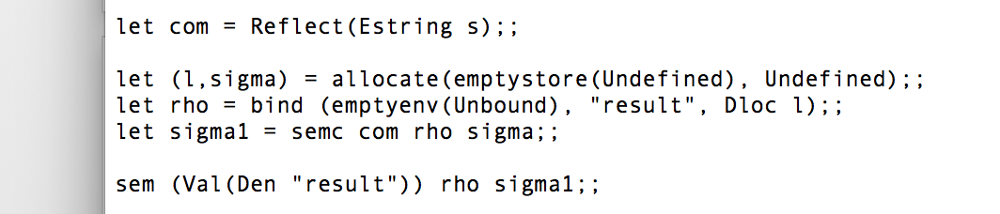 let com = Reflect(Estring s);;
let (l,sigma) = allocate(emptystore(Undefined), Undefined);;
let rho = bind (emptyenv(Unbound), "result", Dloc l);;
let sigma1 = semc com rho sigma;;
sem (Val(Den "result")) rho sigma1;;